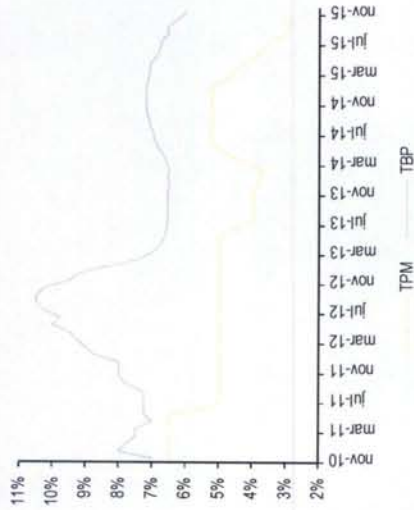 11%
10%
9%
8%
7%
6%
5%
4%
3%
2%
nov-10
mar-11
jul-11
nov-11
mar-12
jul-12
nov-12
mar-13
jul-13
nov-13
mar-14
jul-14
nov-14
mar-15
jul-15
nov-15
TPM
TBP